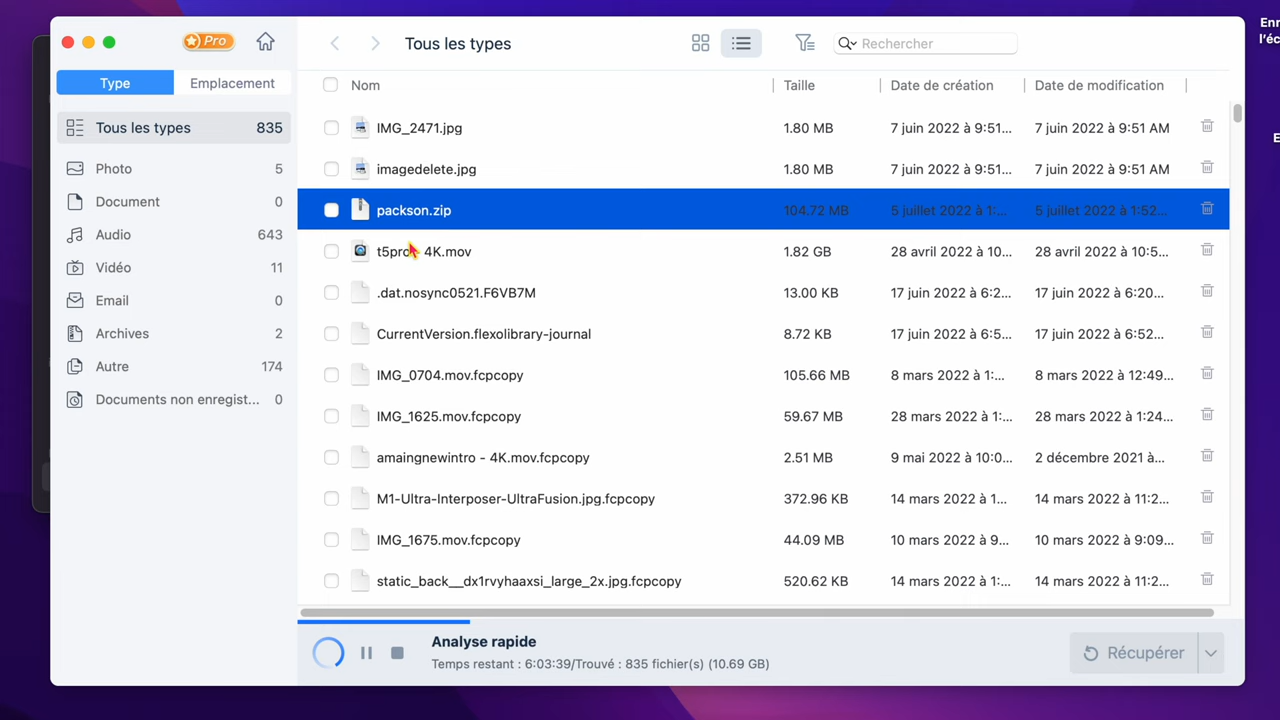 Pro
Tous les types
Rechercher
Enr
l'éc
E
Type
Emplacement
Tous les types 835
Photo 5
Document 0
Audio 643
Vidéo 11
Email 0
Archives 2
Autre 174
Documents non enregist... 0
Nom Taille Date de création Date de modification
IMG_2471.jpg 1.80 MB 7 juin 2022 à 9:51... 7 juin 2022 à 9:51 AM
imagedelete.jpg 1.80 MB 7 juin 2022 à 9:51... 7 juin 2022 à 9:51 AM
packson.zip 104.72 MB 5 juillet 2022 à 1:... 5 juillet 2022 à 1:52...
t5pro - 4K.mov 1.82 GB 28 avril 2022 à 10... 28 avril 2022 à 10:5...
.dat.nosync0521.F6VB7M 13.00 KB 17 juin 2022 à 6:2... 17 juin 2022 à 6:20...
CurrentVersion.flexolibrary-journal 8.72 KB 17 juin 2022 à 6:5... 17 juin 2022 à 6:52...
IMG_0704.mov.fcpcopy 105.66 MB 8 mars 2022 à 1:... 8 mars 2022 à 12:49...
IMG_1625.mov.fcpcopy 59.67 MB 28 mars 2022 à 1:... 28 mars 2022 à 1:24...
amaingnewintro - 4K.mov.fcpcopy 2.51 MB 9 mai 2022 à 10:0... 2 décembre 2021 à...
M1-Ultra-Interposer-UltraFusion.jpg.fcpcopy 372.96 KB 14 mars 2022 à 1... 14 mars 2022 à 11:2...
IMG_1675.mov.fcpcopy 44.09 MB 10 mars 2022 à 9... 10 mars 2022 à 9:09...
static_back__dx1rvyhaaxsi_large_2x.jpg.fcpcopy 520.62 KB 14 mars 2022 à 1:... 14 mars 2022 à 11:2...
Analyse rapide
Temps restant : 6:03:39/Trouvé : 835 fichier(s) (10.69 GB)
Récupérer